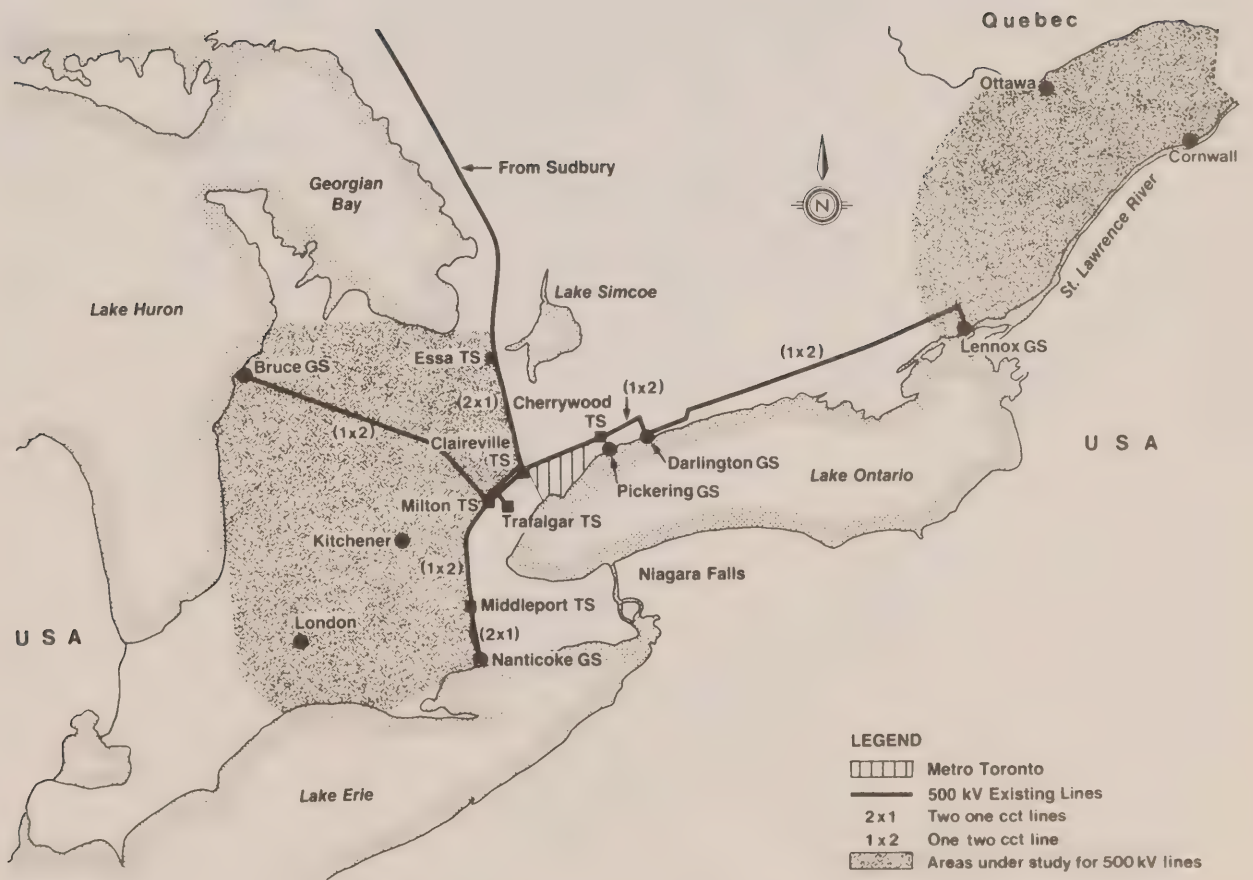 Quebec
Ottawa
Cornwall
St. Lawrence River
From Sudbury
Georgian
Bay
N
Lake Huron
Lake Simcoe
Lennox GS
(1x2)
Essa TS
Bruce GS
(2x1)
Cherrywood
TS
(1x2)
(1x2)
Claireville
TS
Darlington GS
USA
Lake Ontario
Pickering GS
Milton TS
Trafalgar TS
Kitchener
(1x2)
Niagara Falls
Middleport TS
London
USA
(2x1)
Nanticoke GS
Lake Erie
LEGEND
Metro Toronto
500 kV Existing Lines
2x1 Two one cct lines
1x2 One two cct line
Areas under study for 500 kV lines